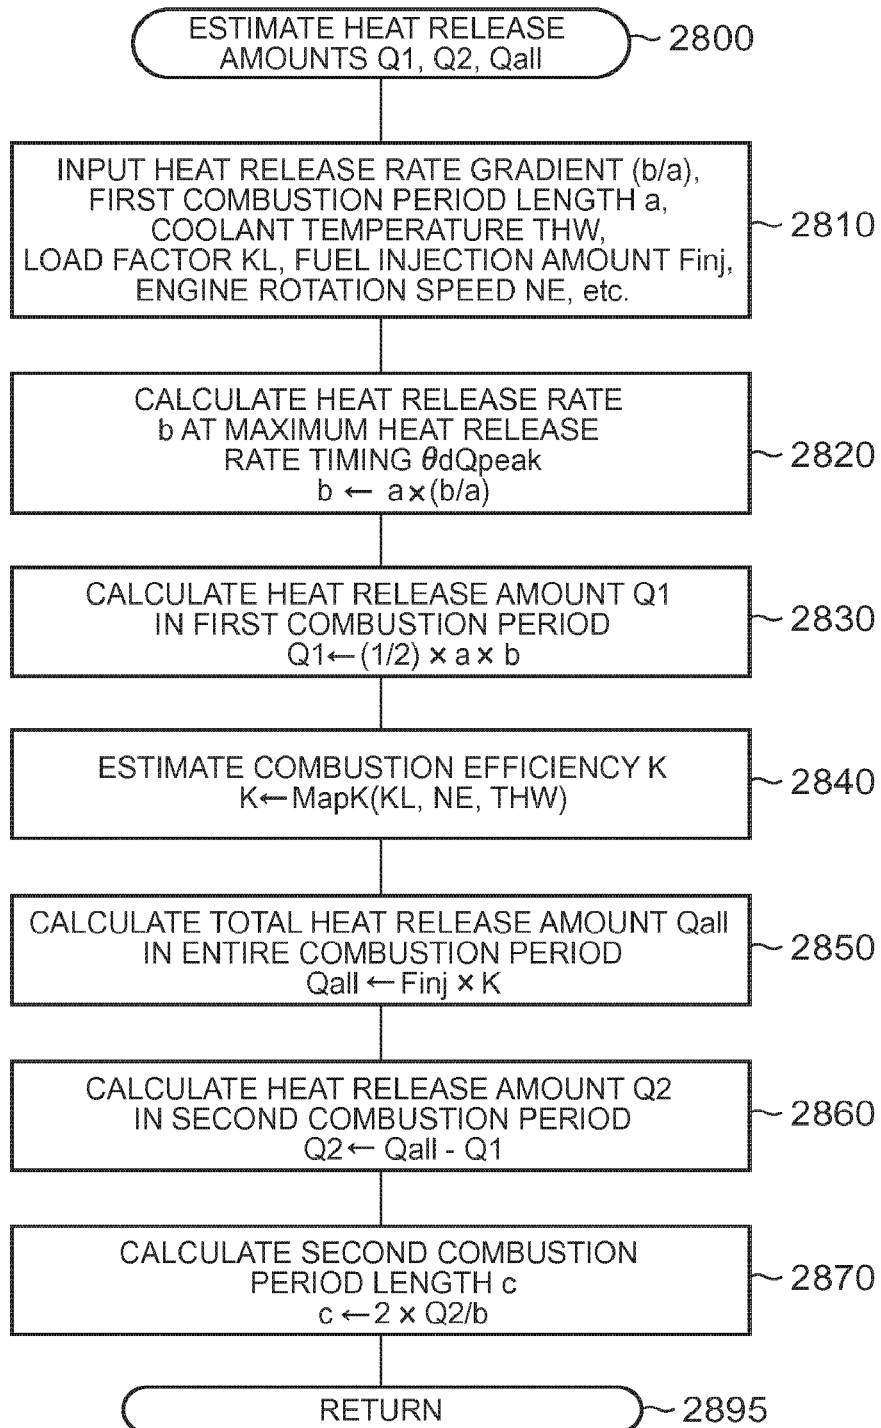 ESTIMATE HEAT RELEASE
AMOUNTS Q1, Q2, Qall
2800
INPUT HEAT RELEASE RATE GRADIENT (b/a),
FIRST COMBUSTION PERIOD LENGTH a,
COOLANT TEMPERATURE THW,
LOAD FACTOR KL, FUEL INJECTION AMOUNT Finj,
ENGINE ROTATION SPEED NE, etc.
2810
CALCULATE HEAT RELEASE RATE
b AT MAXIMUM HEAT RELEASE
RATE TIMING θdQpeak
b ← a×(b/a)
2820
CALCULATE HEAT RELEASE AMOUNT Q1
IN FIRST COMBUSTION PERIOD
Q1←(1/2) × a × b
2830
ESTIMATE COMBUSTION EFFICIENCY K
K←MapK(KL, NE, THW)
2840
CALCULATE TOTAL HEAT RELEASE AMOUNT Qall
IN ENTIRE COMBUSTION PERIOD
Qall ← Finj × K
2850
CALCULATE HEAT RELEASE AMOUNT Q2
IN SECOND COMBUSTION PERIOD
Q2← Qall - Q1
2860
CALCULATE SECOND COMBUSTION
PERIOD LENGTH c
c ← 2 × Q2/b
2870
RETURN
2895